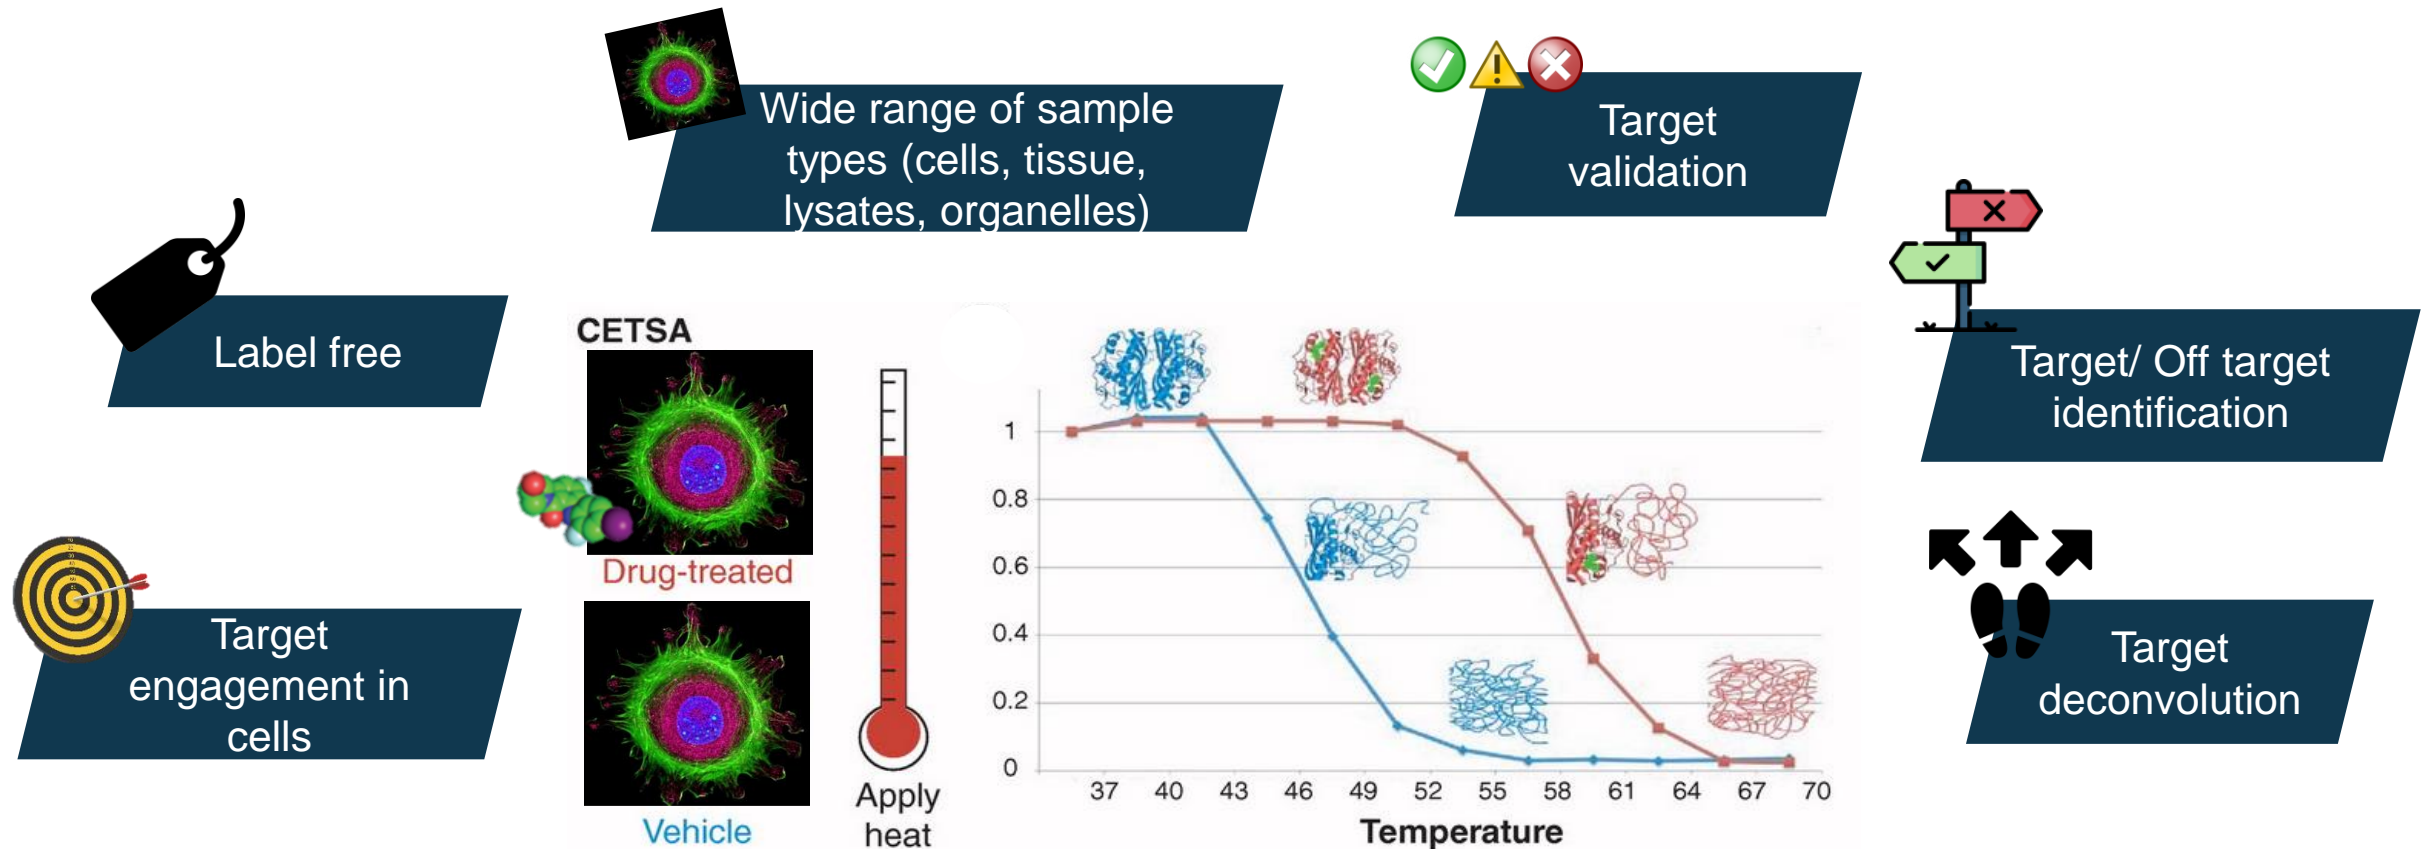 Wide range of sample
types (cells, tissue,
lysates, organelles)
Target
validation
Label free
Target/ Off target
identification
Target
engagement in
cells
Target
deconvolution
CETSA
Drug-treated
Vehicle
Apply
heat
1
0.8
0.6
0.4
0.2
0
37 40 43 46 49 52 55 58 61 64 67 70
Temperature